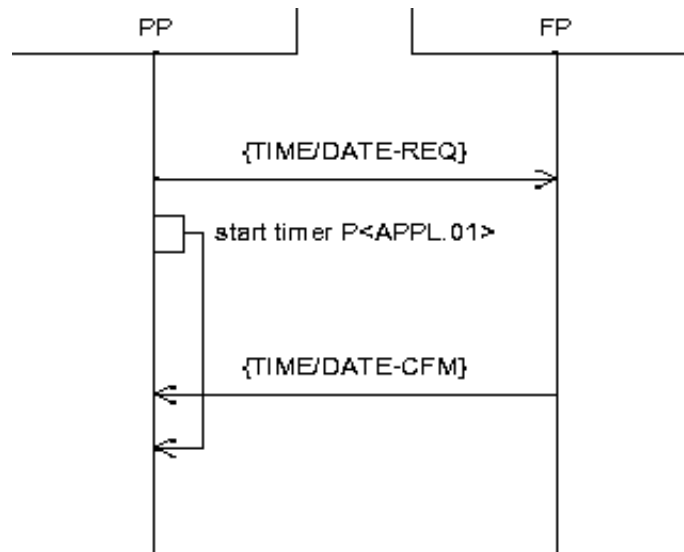 PP
FP
{TIME/DATE-REQ}
start timer P<APPL.01>
{TIME/DATE-CFM}